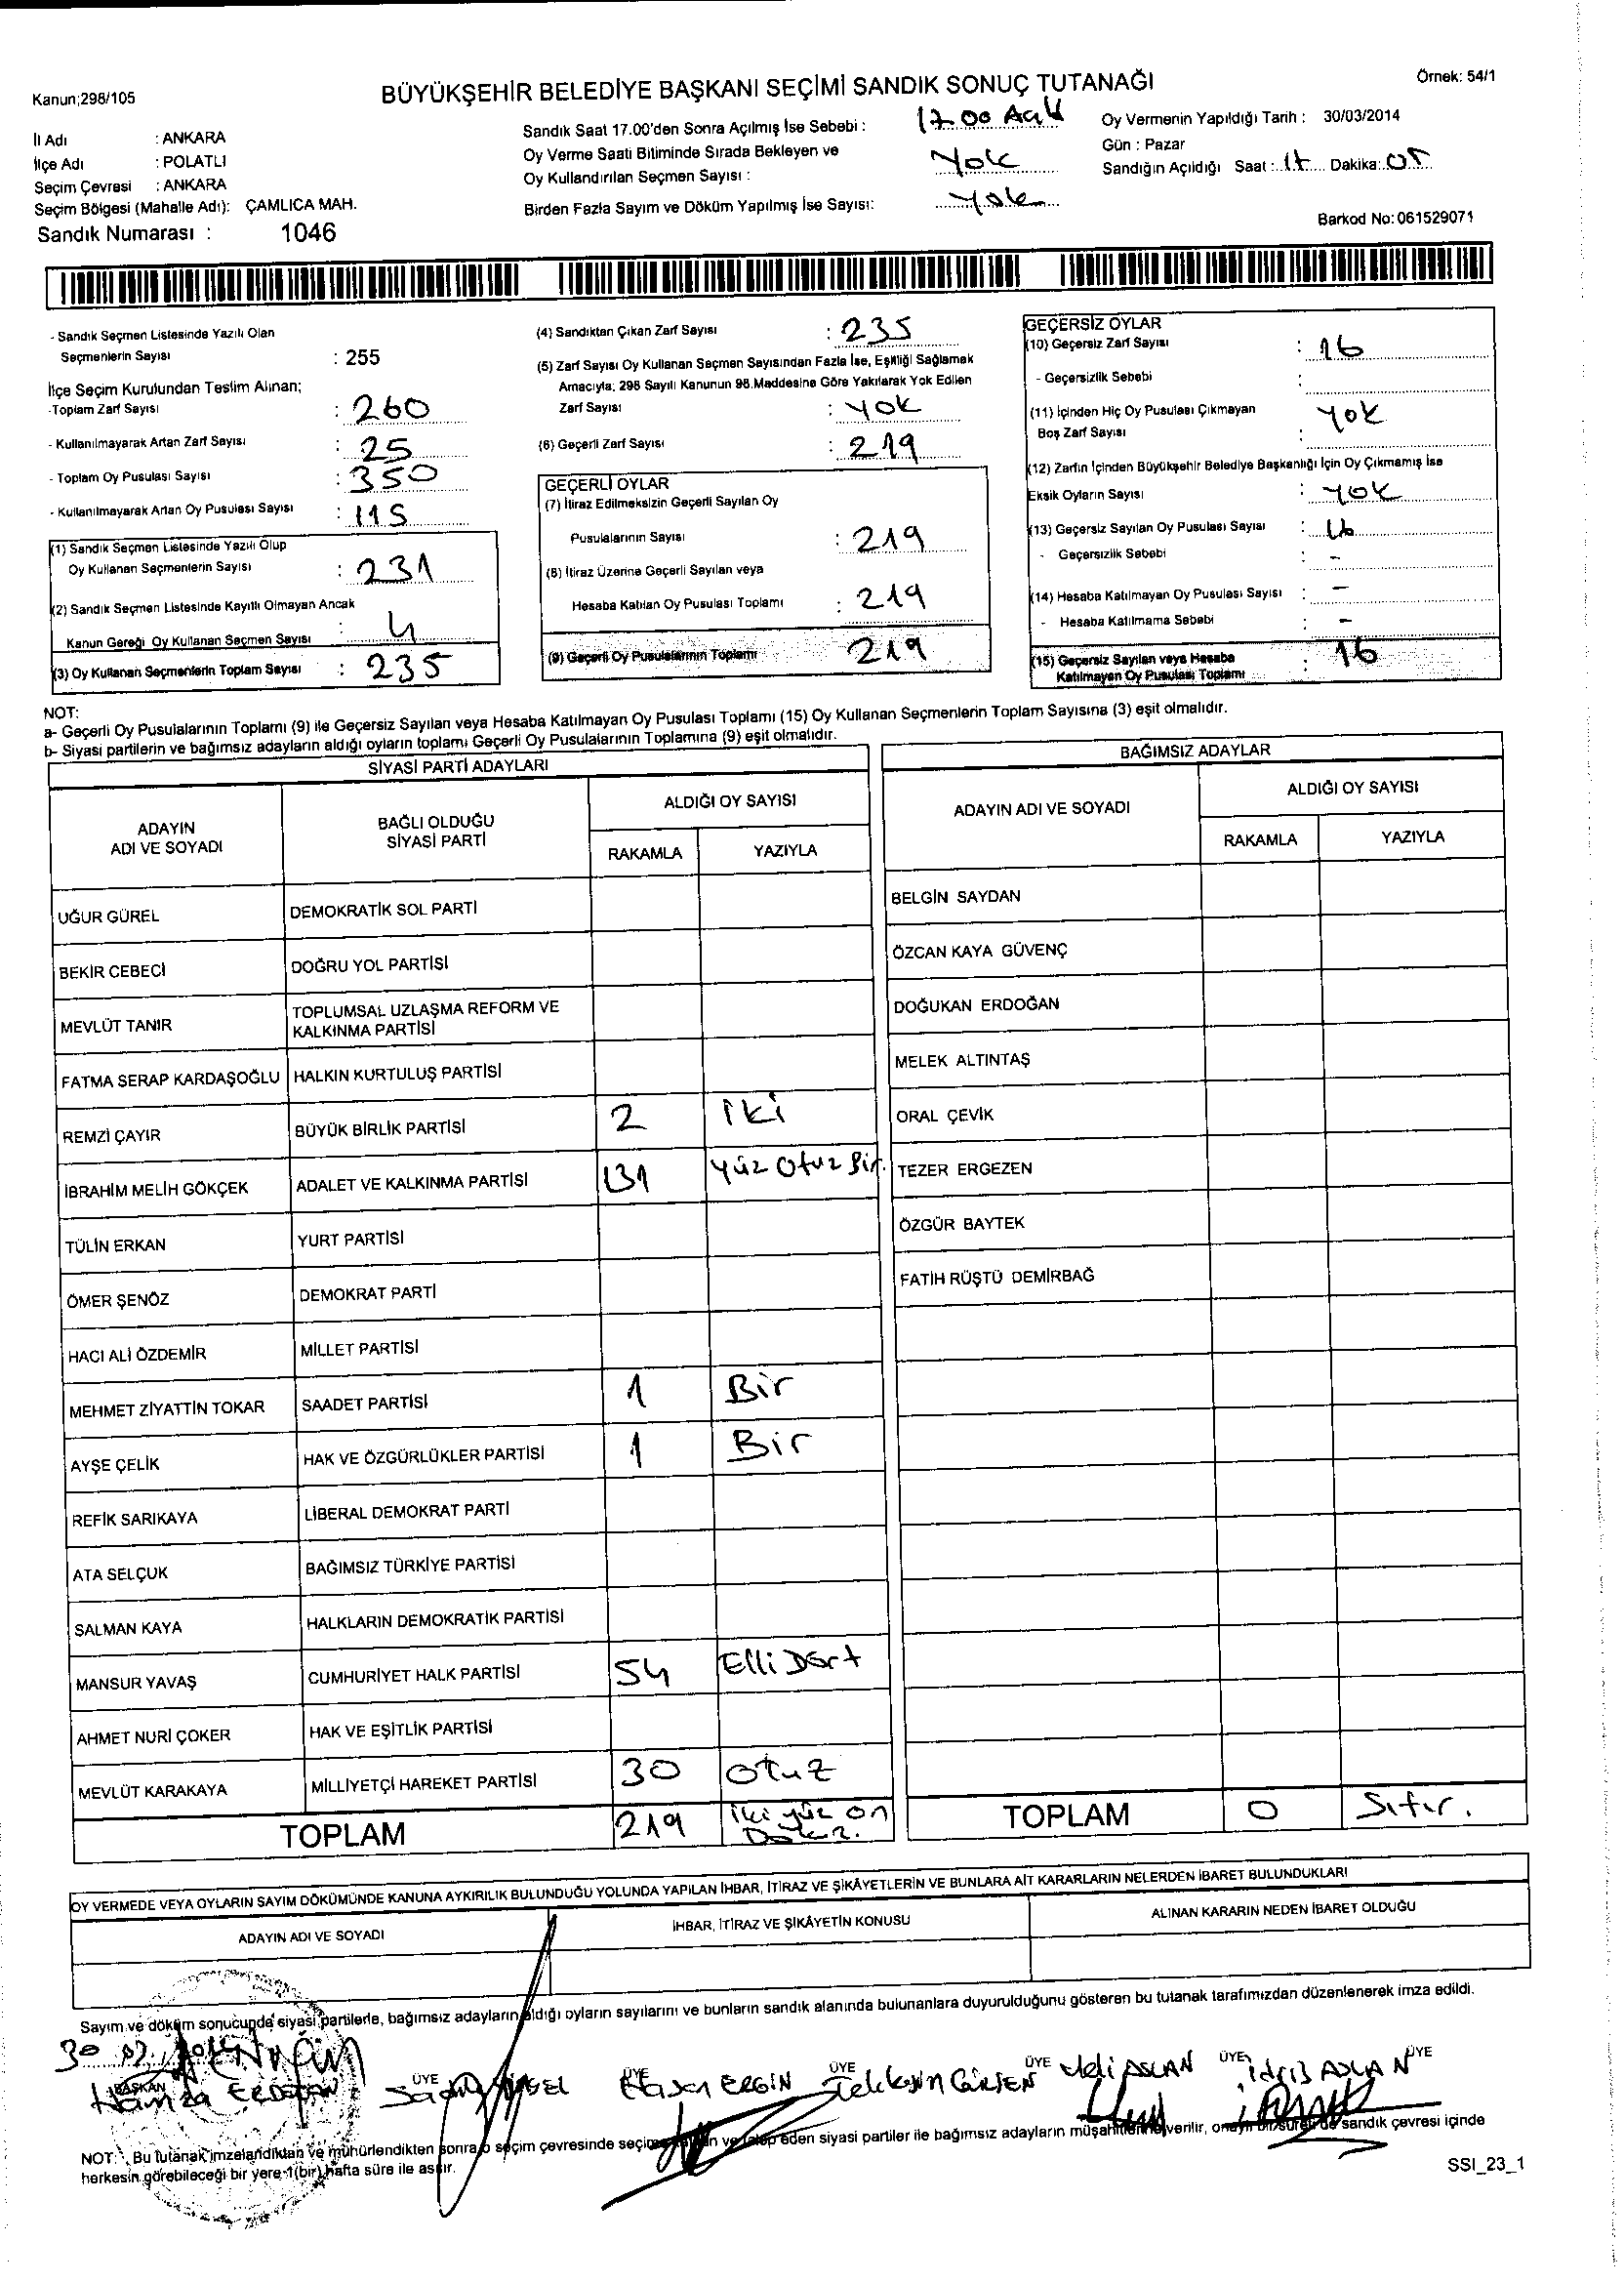 Kanun;298/105
BÜYÜKŞEHİR BELEDİYE BAŞKANI SEÇİMİ SANDIK SONUÇ TUTANAĞI
Örnek: 54/1
İl Adı : ANKARA
İlçe Adı : POLATLI
Seçim Çevresi : ANKARA
Seçim Bölgesi (Mahalle Adı): ÇAMLICA MAH.
Sandık Numarası : 1046
Sandık Saat 17.00'den Sonra Açılmış İse Sebebi : 17.00 Açık
Oy Verme Saati Bitiminde Sırada Bekleyen ve
Oy Kullandırılan Seçmen Sayısı : Yok
Birden Fazla Sayım ve Döküm Yapılmış İse Sayısı: Yok
Oy Vermenin Yapıldığı Tarih : 30/03/2014
Gün : Pazar
Sandığın Açıldığı Saat : 17 Dakika: 05
Barkod No: 061529071
- Sandık Seçmen Listesinde Yazılı Olan
Seçmenlerin Sayısı : 255
İlçe Seçim Kurulundan Teslim Alınan;
-Toplam Zarf Sayısı : 260
- Kullanılmayarak Artan Zarf Sayısı : 25
- Toplam Oy Pusulası Sayısı : 350
- Kullanılmayarak Artan Oy Pusulası Sayısı : 115
(1) Sandık Seçmen Listesinde Yazılı Olup
Oy Kullanan Seçmenlerin Sayısı : 231
(2) Sandık Seçmen Listesinde Kayıtlı Olmayan Ancak
Kanun Gereği Oy Kullanan Seçmen Sayısı : 4
(3) Oy Kullanan Seçmenlerin Toplam Sayısı : 235
(4) Sandıktan Çıkan Zarf Sayısı : 235
(5) Zarf Sayısı Oy Kullanan Seçmen Sayısından Fazla İse, Eşitliği Sağlamak
Amacıyla; 298 Sayılı Kanunun 98.Maddesine Göre Yakılarak Yok Edilen
Zarf Sayısı : YOK
(6) Geçerli Zarf Sayısı : 219
GEÇERLİ OYLAR
(7) İtiraz Edilmeksizin Geçerli Sayılan Oy
Pusulalarının Sayısı : 219
(8) İtiraz Üzerine Geçerli Sayılan veya
Hesaba Katılan Oy Pusulası Toplamı : 219
(9) Geçerli Oy Pusulalarının Toplamı 219
GEÇERSİZ OYLAR
(10) Geçersiz Zarf Sayısı : 16
- Geçersizlik Sebebi :
(11) İçinden Hiç Oy Pusulası Çıkmayan
Boş Zarf Sayısı : YOK
(12) Zarfın İçinden Büyükşehir Belediye Başkanlığı İçin Oy Çıkmamış İse
Eksik Oyların Sayısı : YOK
(13) Geçersiz Sayılan Oy Pusulası Sayısı : 16
- Geçersizlik Sebebi : -
(14) Hesaba Katılmayan Oy Pusulası Sayısı : -
- Hesaba Katılmama Sebebi : -
(15) Geçersiz Sayılan veya Hesaba
Katılmayan Oy Pusulası Toplamı : 16
NOT:
a- Geçerli Oy Pusulalarının Toplamı (9) ile Geçersiz Sayılan veya Hesaba Katılmayan Oy Pusulası Toplamı (15) Oy Kullanan Seçmenlerin Toplam Sayısına (3) eşit olmalıdır.
b- Siyasi partilerin ve bağımsız adayların aldığı oyların toplamı Geçerli Oy Pusulalarının Toplamına (9) eşit olmalıdır.
SİYASİ PARTİ ADAYLARI
ADAYIN ADI VE SOYADI
BAĞLI OLDUĞU SİYASİ PARTİ
ALDIĞI OY SAYISI
RAKAMLA YAZIYLA
UĞUR GÜREL DEMOKRATİK SOL PARTİ
BEKİR CEBECİ DOĞRU YOL PARTİSİ
MEVLÜT TANIR TOPLUMSAL UZLAŞMA REFORM VE KALKINMA PARTİSİ
FATMA SERAP KARDAŞOĞLU HALKIN KURTULUŞ PARTİSİ
REMZİ ÇAYIR BÜYÜK BİRLİK PARTİSİ 2 iki
İBRAHİM MELİH GÖKÇEK ADALET VE KALKINMA PARTİSİ 131 Yüz Otuz Bir.
TÜLİN ERKAN YURT PARTİSİ
ÖMER ŞENÖZ DEMOKRAT PARTİ
HACI ALİ ÖZDEMİR MİLLET PARTİSİ
MEHMET ZİYATTİN TOKAR SAADET PARTİSİ 1 Bir
AYŞE ÇELİK HAK VE ÖZGÜRLÜKLER PARTİSİ 1 Bir
REFİK SARIKAYA LİBERAL DEMOKRAT PARTİ
ATA SELÇUK BAĞIMSIZ TÜRKİYE PARTİSİ
SALMAN KAYA HALKLARIN DEMOKRATİK PARTİSİ
MANSUR YAVAŞ CUMHURİYET HALK PARTİSİ 54 Elli Dört
AHMET NURİ ÇOKER HAK VE EŞİTLİK PARTİSİ
MEVLÜT KARAKAYA MİLLİYETÇİ HAREKET PARTİSİ 30 Otuz
TOPLAM 219 iki yüz on Dokuz.
BAĞIMSIZ ADAYLAR
ADAYIN ADI VE SOYADI
ALDIĞI OY SAYISI
RAKAMLA YAZIYLA
BELGİN SAYDAN
ÖZCAN KAYA GÜVENÇ
DOĞUKAN ERDOĞAN
MELEK ALTINTAŞ
ORAL ÇEVİK
TEZER ERGEZEN
ÖZGÜR BAYTEK
FATİH RÜŞTÜ DEMİRBAĞ
TOPLAM 0 Sıfır.
OY VERMEDE VEYA OYLARIN SAYIM DÖKÜMÜNDE KANUNA AYKIRILIK BULUNDUĞU YOLUNDA YAPILAN İHBAR, İTİRAZ VE ŞİKÂYETLERİN VE BUNLARA AİT KARARLARIN NELERDEN İBARET BULUNDUKLARI
ADAYIN ADI VE SOYADI
İHBAR, İTİRAZ VE ŞİKÂYETİN KONUSU
ALINAN KARARIN NEDEN İBARET OLDUĞU
Sayım ve döküm sonucunda siyasi partilerle, bağımsız adayların aldığı oyların sayılarını ve bunların sandık alanında bulunanlara duyurulduğunu gösteren bu tutanak tarafımızdan düzenlenerek imza edildi.
BAŞKAN ÜYE ÜYE ÜYE ÜYE ÜYE ÜYE
Hamza ERGİN ASLAN ASLAN
NOT: Bu tutanak imzalandıktan ve mühürlendikten sonra o seçim çevresinde seçime eden siyasi partiler ile bağımsız adayların müşahitlerine verilir, sandık çevresi içinde
herkesin görebileceği bir yere 1(bir) hafta süre ile asılır.
SSI_23_1